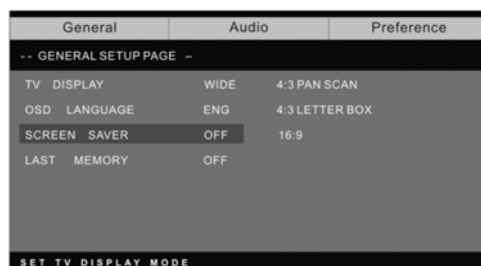 General Audio Preference
-- GENERAL SETUP PAGE –
TV DISPLAY WIDE 4:3 PAN SCAN
OSD LANGUAGE ENG 4:3 LETTER BOX
SCREEN SAVER OFF 16:9
LAST MEMORY OFF
SET TV DISPLAY MODE